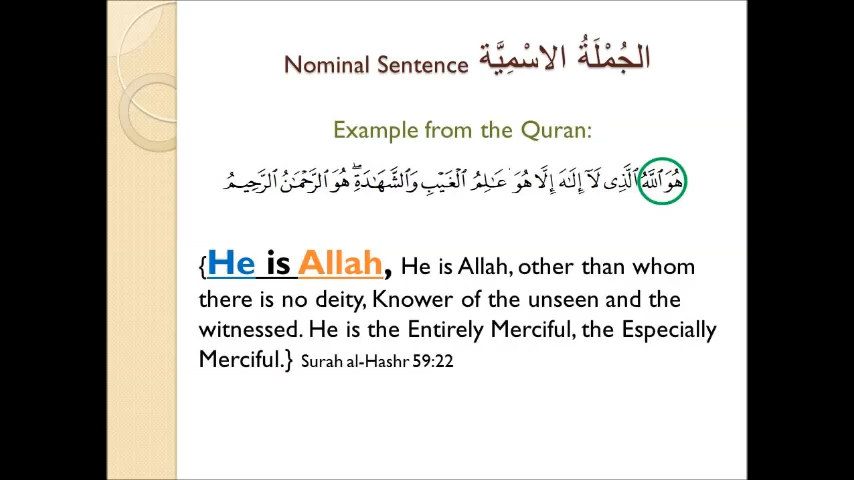 Nominal Sentence الجُمْلَةُ الاسْمِيَّة
Example from the Quran:
هُوَ ٱللَّهُ ٱلَّذِى لَآ إِلَـٰهَ إِلَّا هُوَ ۖ عَـٰلِمُ ٱلْغَيْبِ وَٱلشَّهَـٰدَةِ ۖ هُوَ ٱلرَّحْمَـٰنُ ٱلرَّحِيمُ
{He is Allah, He is Allah, other than whom
there is no deity, Knower of the unseen and the
witnessed. He is the Entirely Merciful, the Especially
Merciful.} Surah al-Hashr 59:22